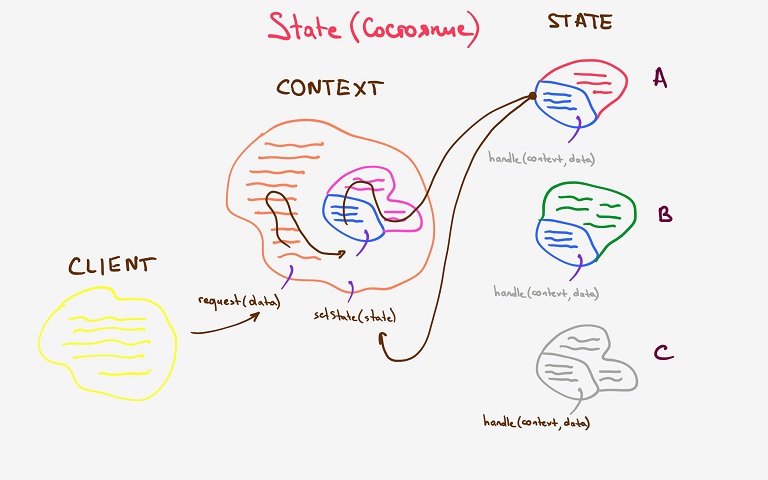 State (Состояние)
STATE
CONTEXT
A
handle(context, data)
B
handle(context, data)
CLIENT
request(data)
setState(state)
C
handle(context, data)